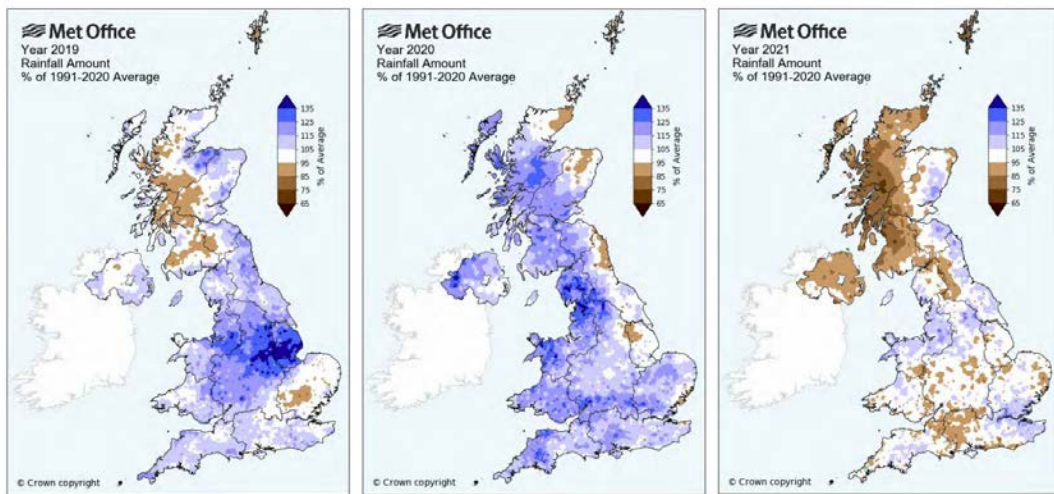 Met Office
Year 2019
Rainfall Amount
% of 1991-2020 Average
135
125
115
105
95
85
75
65
% of Average
© Crown copyright
Met Office
Year 2020
Rainfall Amount
% of 1991-2020 Average
135
125
115
105
95
85
75
65
% of Average
© Crown copyright
Met Office
Year 2021
Rainfall Amount
% of 1991-2020 Average
135
125
115
105
95
85
75
65
% of Average
© Crown copyright